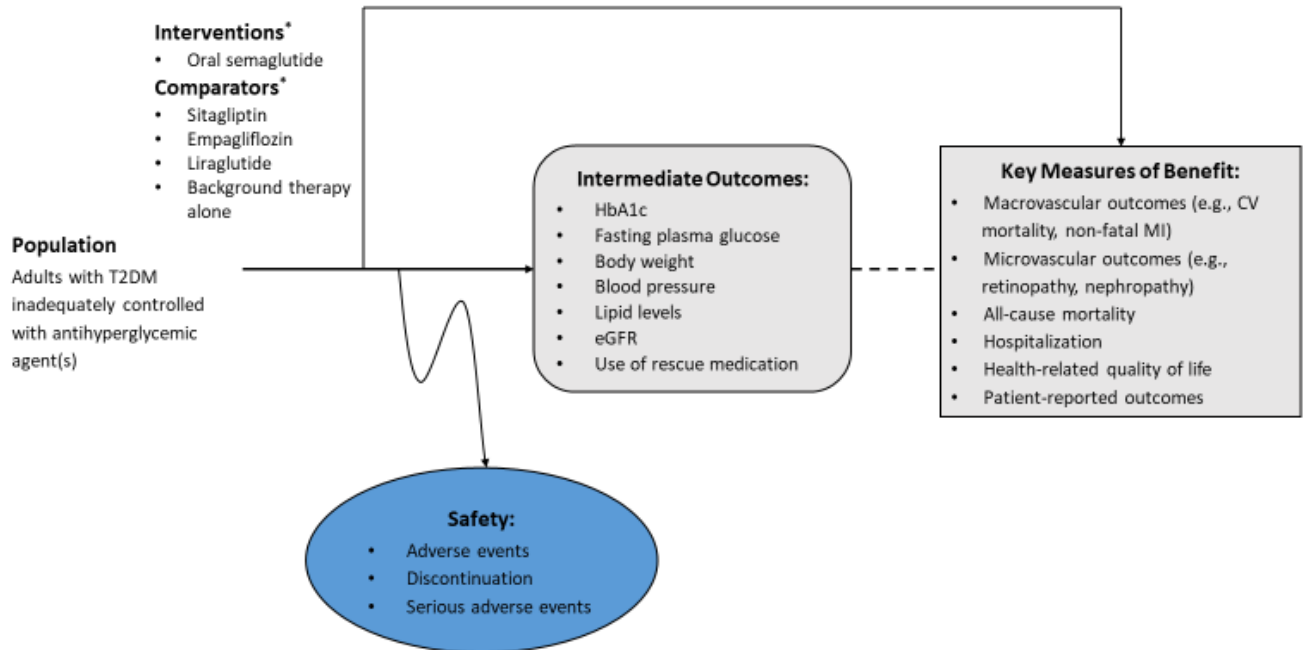 Interventions*
• Oral semaglutide
Comparators*
• Sitagliptin
• Empagliflozin
• Liraglutide
• Background therapy
alone
Population
Adults with T2DM
inadequately controlled
with antihyperglycemic
agent(s)
Intermediate Outcomes:
• HbA1c
• Fasting plasma glucose
• Body weight
• Blood pressure
• Lipid levels
• eGFR
• Use of rescue medication
Key Measures of Benefit:
• Macrovascular outcomes (e.g., CV
mortality, non-fatal MI)
• Microvascular outcomes (e.g.,
retinopathy, nephropathy)
• All-cause mortality
• Hospitalization
• Health-related quality of life
• Patient-reported outcomes
Safety:
• Adverse events
• Discontinuation
• Serious adverse events